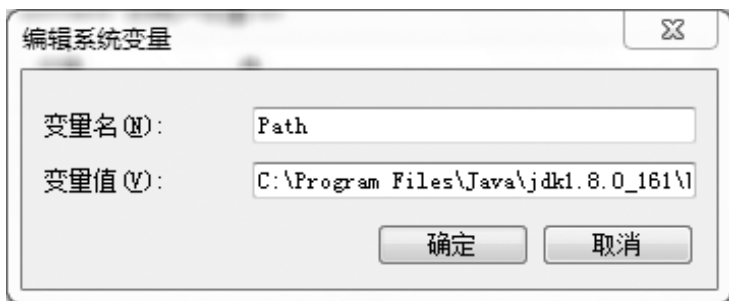 编辑系统变量
变量名(N):
Path
变量值(V):
C:\Program Files\Java\jdk1.8.0_161\
确定
取消